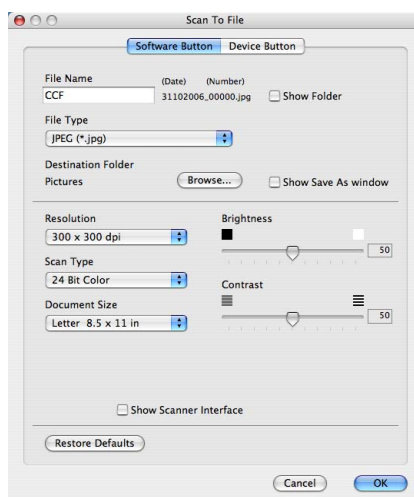 Scan To File
Software Button Device Button
File Name
(Date) (Number)
CCF 31102006_00000.jpg Show Folder
File Type
JPEG (*.jpg)
Destination Folder
Pictures Browse... Show Save As window
Resolution Brightness
300 x 300 dpi
50
Scan Type
24 Bit Color
Contrast
Document Size
Letter 8.5 x 11 in
50
Show Scanner Interface
Restore Defaults
Cancel OK